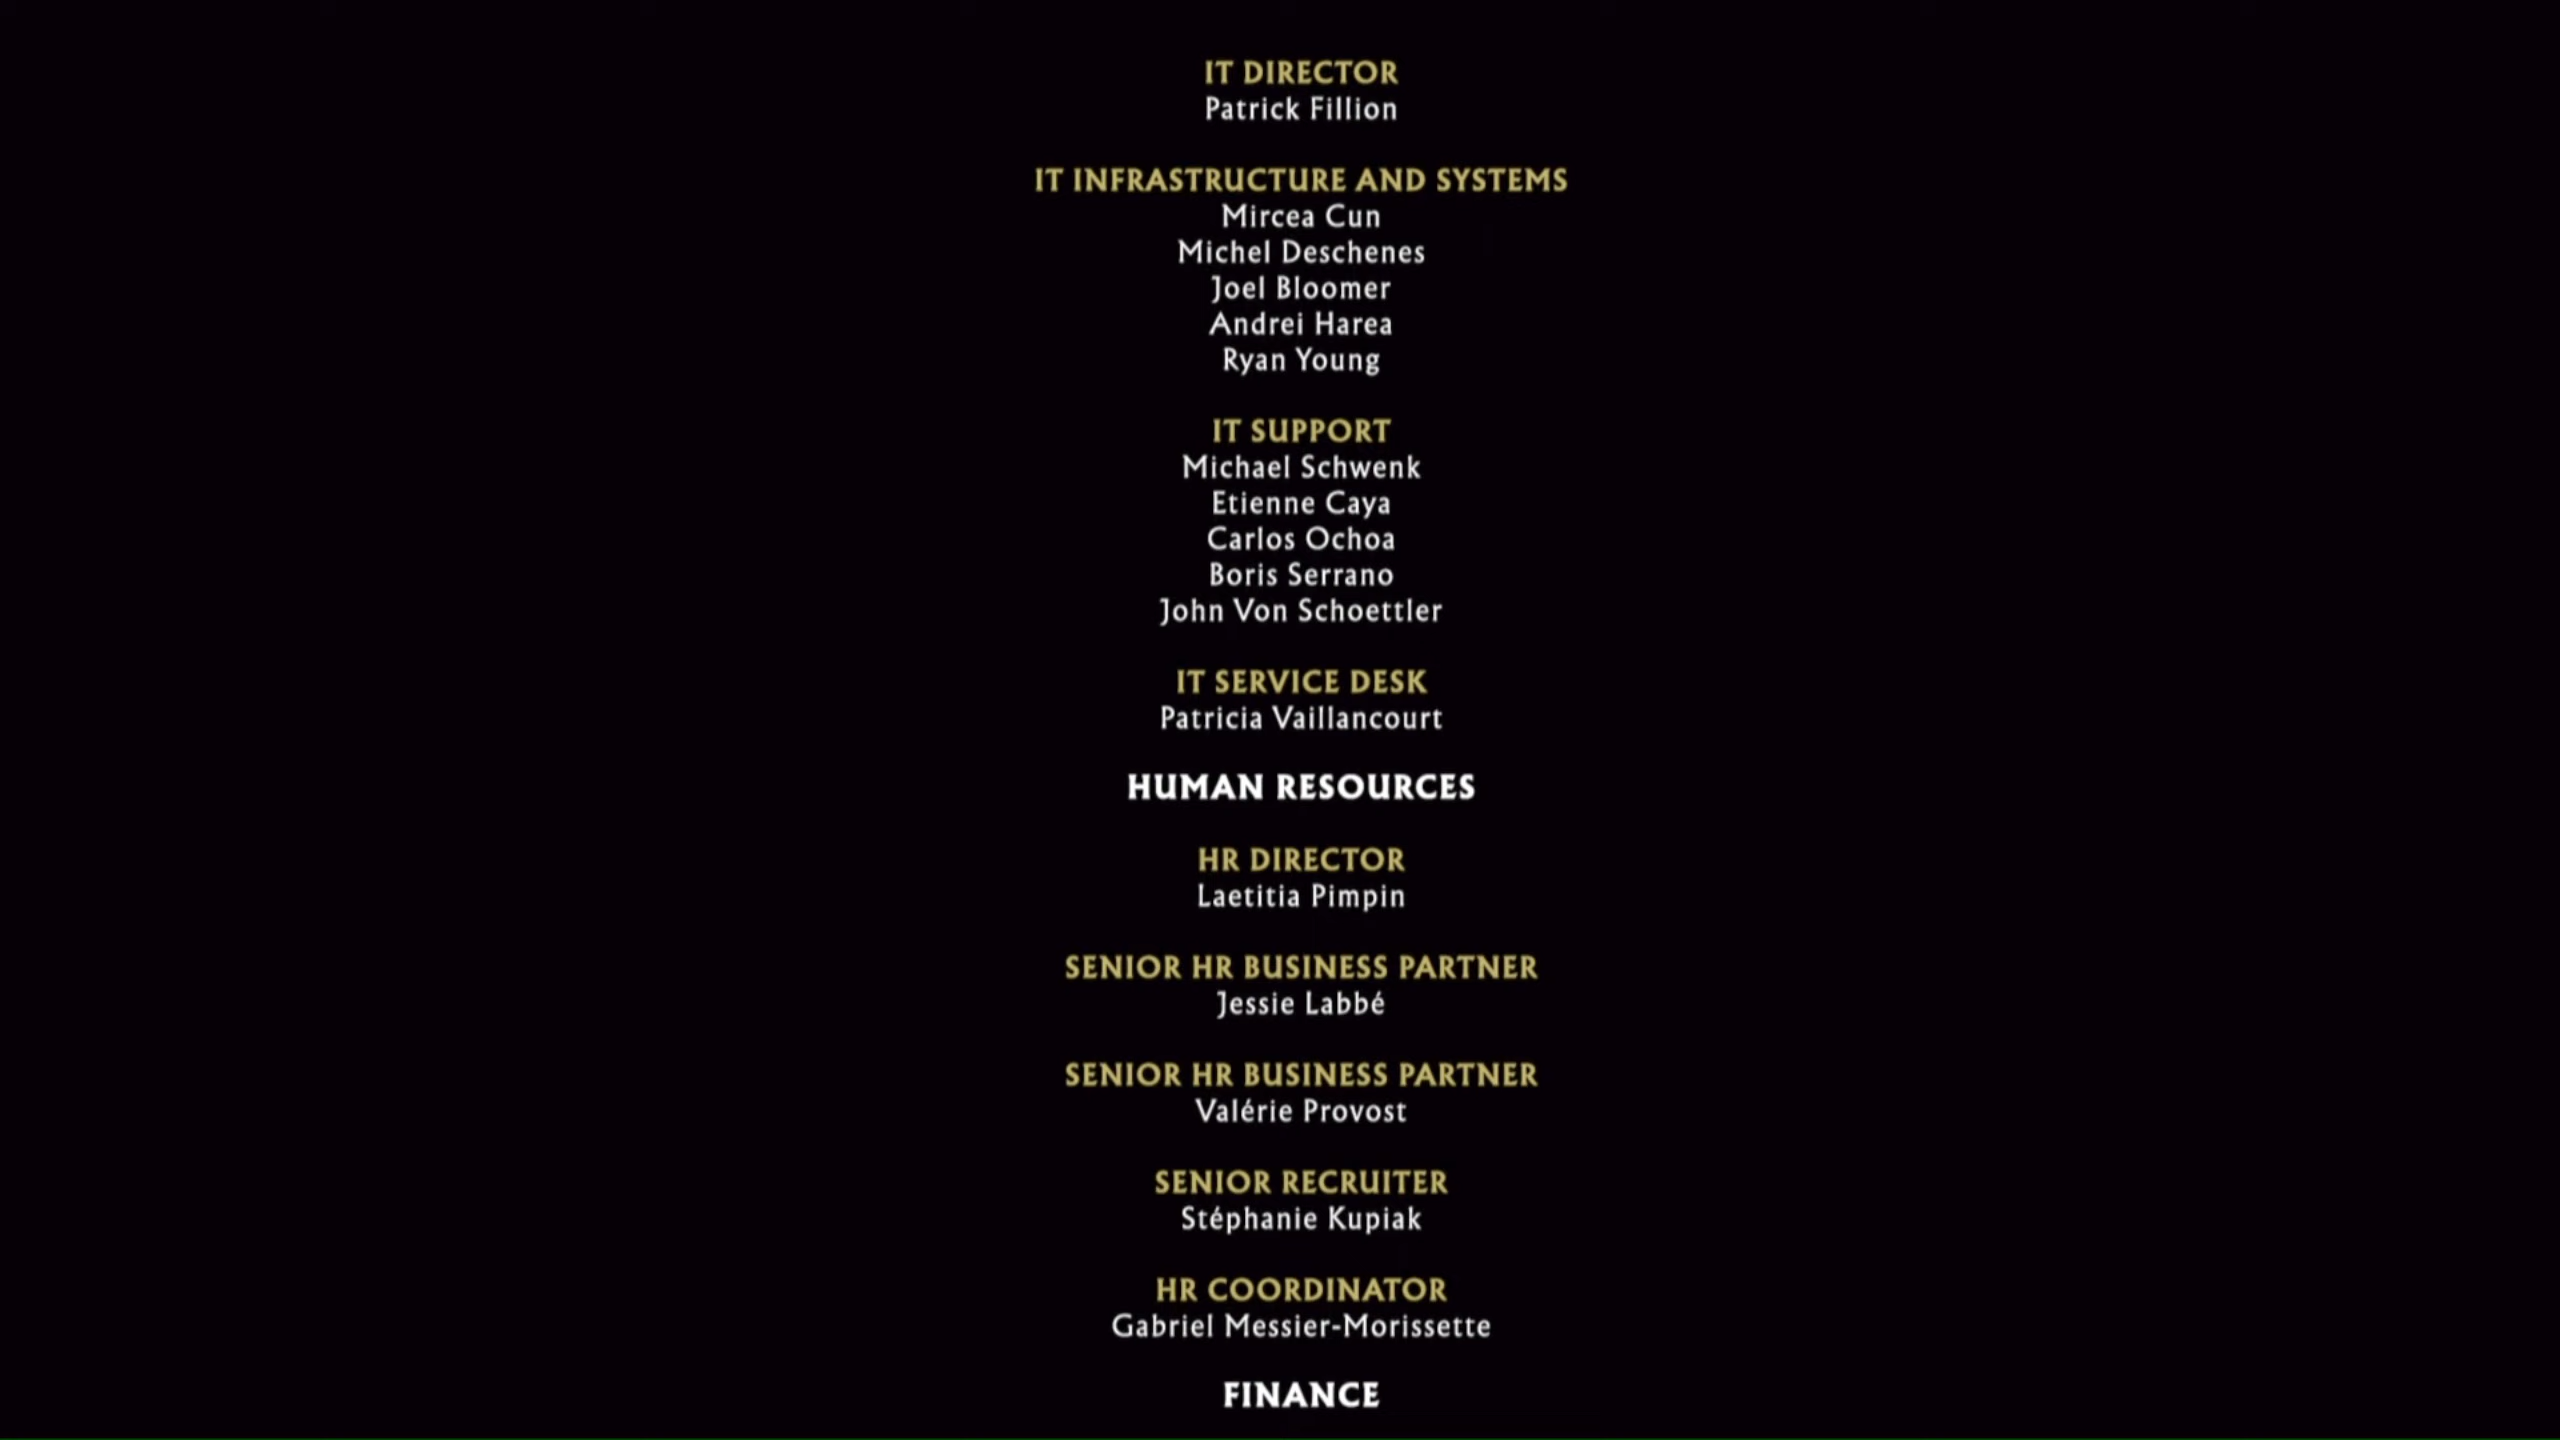 IT DIRECTOR
Patrick Fillion
IT INFRASTRUCTURE AND SYSTEMS
Mircea Cun
Michel Deschenes
Joel Bloomer
Andrei Harea
Ryan Young
IT SUPPORT
Michael Schwenk
Etienne Caya
Carlos Ochoa
Boris Serrano
John Von Schoettler
IT SERVICE DESK
Patricia Vaillancourt
HUMAN RESOURCES
HR DIRECTOR
Laetitia Pimpin
SENIOR HR BUSINESS PARTNER
Jessie Labbé
SENIOR HR BUSINESS PARTNER
Valérie Provost
SENIOR RECRUITER
Stéphanie Kupiak
HR COORDINATOR
Gabriel Messier-Morissette
FINANCE